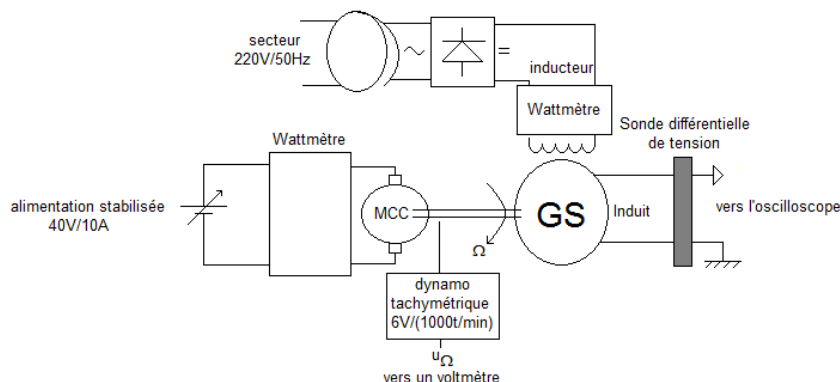 secteur
220V/50Hz
~
=
inducteur
Wattmètre
Sonde différentielle
de tension
Wattmètre
alimentation stabilisée
40V/10A
MCC
GS
Induit
vers l'oscilloscope
Ω
dynamo
tachymétrique
6V/(1000t/min)
uΩ
vers un voltmètre